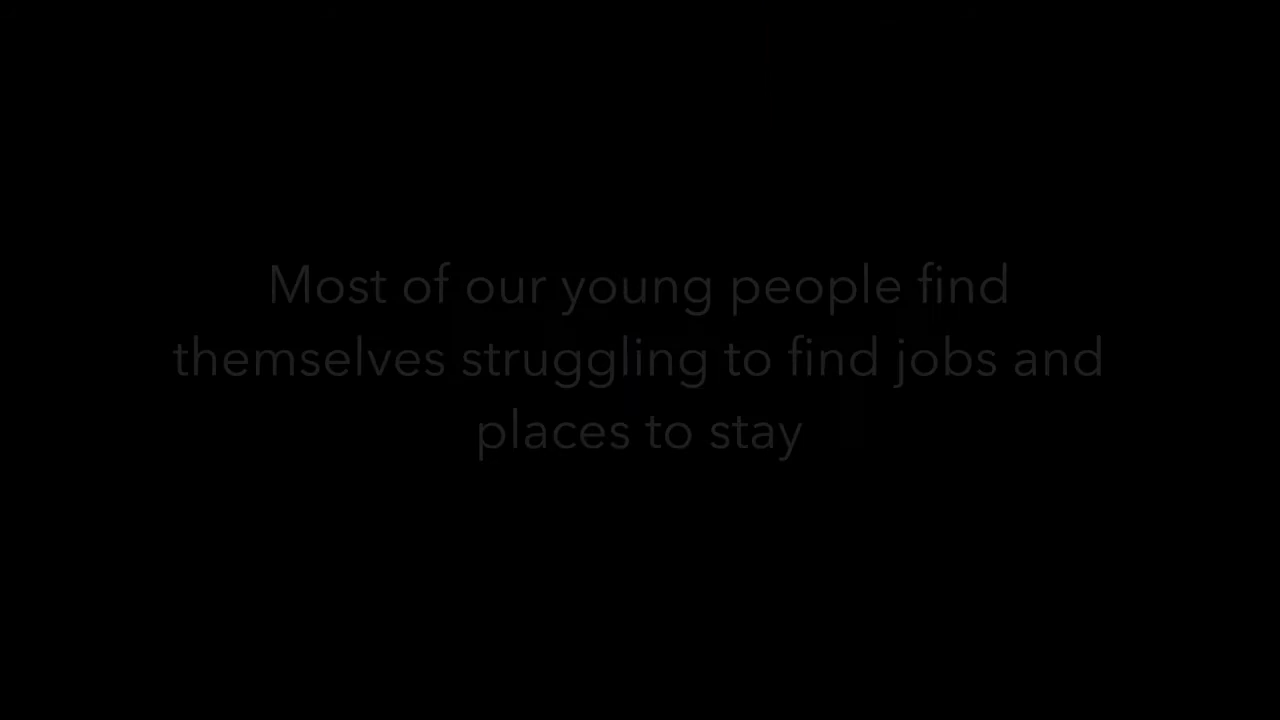 Most of our young people find
themselves struggling to find jobs and
places to stay